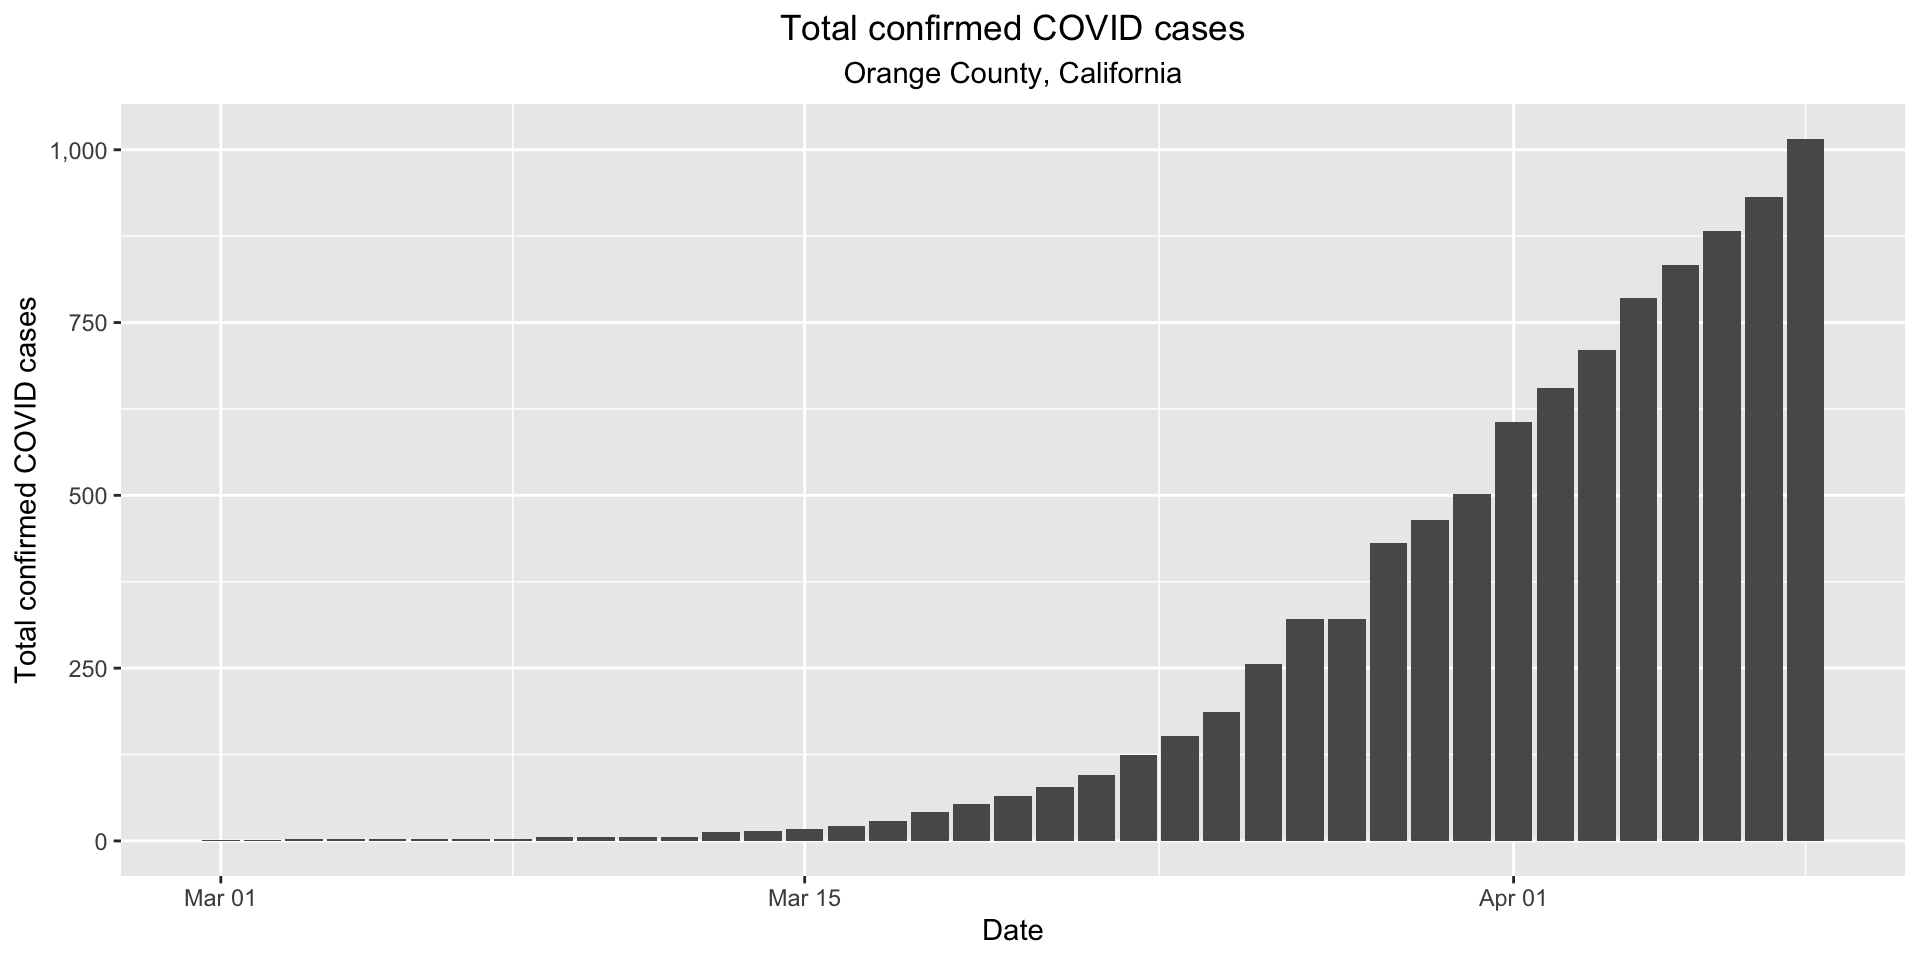 Total confirmed COVID cases
Orange County, California
Total confirmed COVID cases
1,000
750
500
250
0
Mar 01
Mar 15
Apr 01
Date